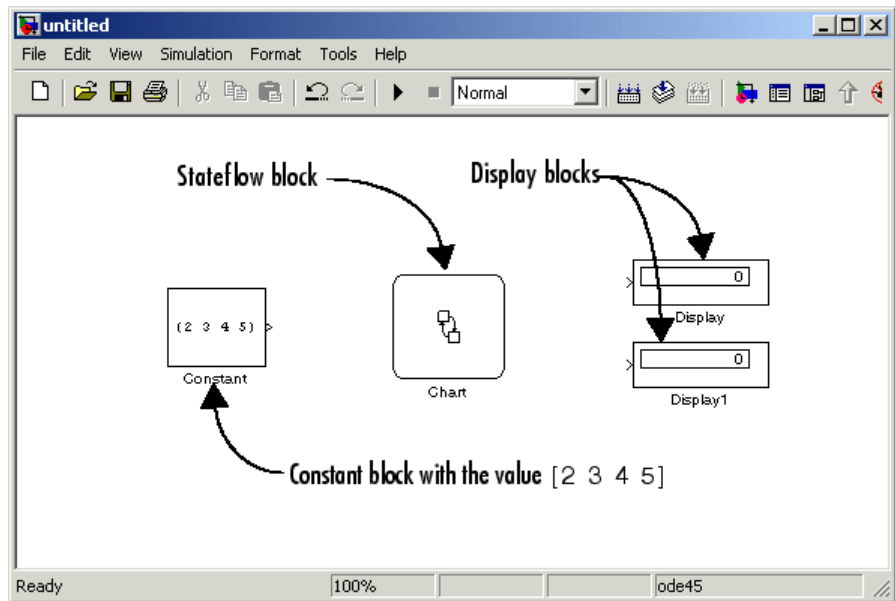 untitled
File Edit View Simulation Format Tools Help
Normal
Stateflow block
Display blocks
0
Display
(2 3 4 5)
Constant
Chart
0
Display1
Constant block with the value [2 3 4 5]
Ready 100% ode45